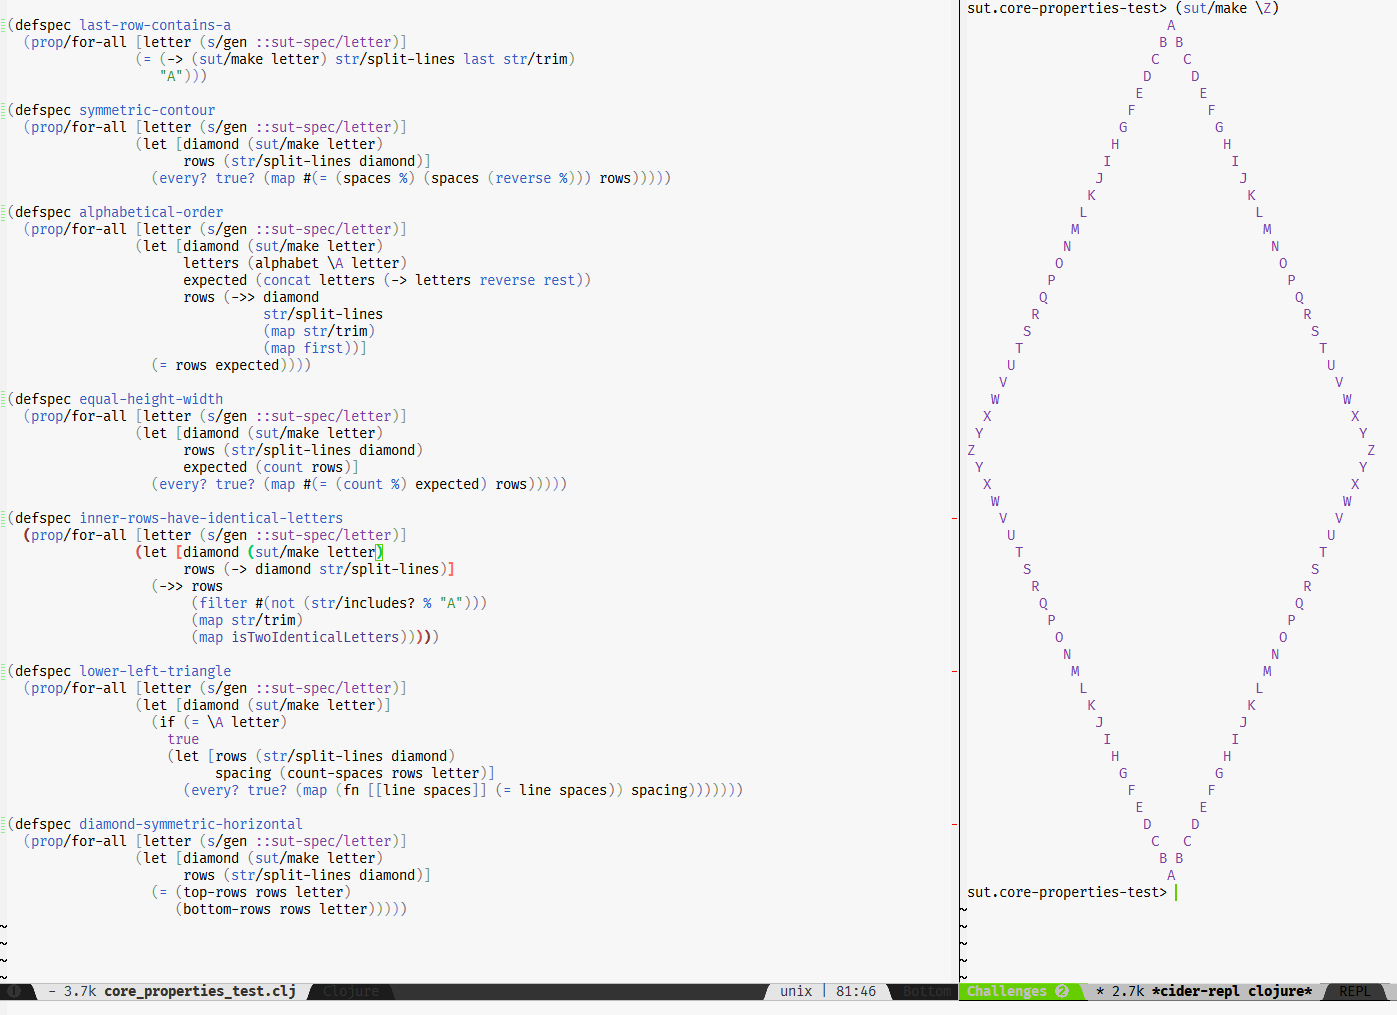 (defspec last-row-contains-a
  (prop/for-all [letter (s/gen ::sut-spec/letter)]
                (= (-> (sut/make letter) str/split-lines last str/trim)
                   "A")))

(defspec symmetric-contour
  (prop/for-all [letter (s/gen ::sut-spec/letter)]
                (let [diamond (sut/make letter)
                      rows (str/split-lines diamond)]
                  (every? true? (map #(= (spaces %) (spaces (reverse %))) rows)))))

(defspec alphabetical-order
  (prop/for-all [letter (s/gen ::sut-spec/letter)]
                (let [diamond (sut/make letter)
                      letters (alphabet \A letter)
                      expected (concat letters (-> letters reverse rest))
                      rows (->> diamond
                                str/split-lines
                                (map str/trim)
                                (map first))]
                  (= rows expected))))

(defspec equal-height-width
  (prop/for-all [letter (s/gen ::sut-spec/letter)]
                (let [diamond (sut/make letter)
                      rows (str/split-lines diamond)
                      expected (count rows)]
                  (every? true? (map #(= (count %) expected) rows)))))

(defspec inner-rows-have-identical-letters
  (prop/for-all [letter (s/gen ::sut-spec/letter)]
                (let [diamond (sut/make letter)
                      rows (-> diamond str/split-lines)]
                  (->> rows
                       (filter #(not (str/includes? % "A")))
                       (map str/trim)
                       (map isTwoIdenticalLetters)))))

(defspec lower-left-triangle
  (prop/for-all [letter (s/gen ::sut-spec/letter)]
                (let [diamond (sut/make letter)]
                  (if (= \A letter)
                    true
                    (let [rows (str/split-lines diamond)
                          spacing (count-spaces rows letter)]
                      (every? true? (map (fn [[line spaces]] (= line spaces)) spacing)))))))

(defspec diamond-symmetric-horizontal
  (prop/for-all [letter (s/gen ::sut-spec/letter)]
                (let [diamond (sut/make letter)
                      rows (str/split-lines diamond)]
                  (= (top-rows rows letter)
                     (bottom-rows rows letter)))))
~
~
~
~
1 - 3.7k core_properties_test.clj Clojure unix | 81:46 Bottom
sut.core-properties-test> (sut/make \Z)
A
B B
C C
D D
E E
F F
G G
H H
I I
J J
K K
L L
M M
N N
O O
P P
Q Q
R R
S S
T T
U U
V V
W W
X X
Y Y
Z Z
Y Y
X X
W W
V V
U U
T T
S S
R R
Q Q
P P
O O
N N
M M
L L
K K
J J
I I
H H
G G
F F
E E
D D
C C
B B
A
sut.core-properties-test>
~
~
~
~
~
Challenges 2 * 2.7k *cider-repl clojure* REPL